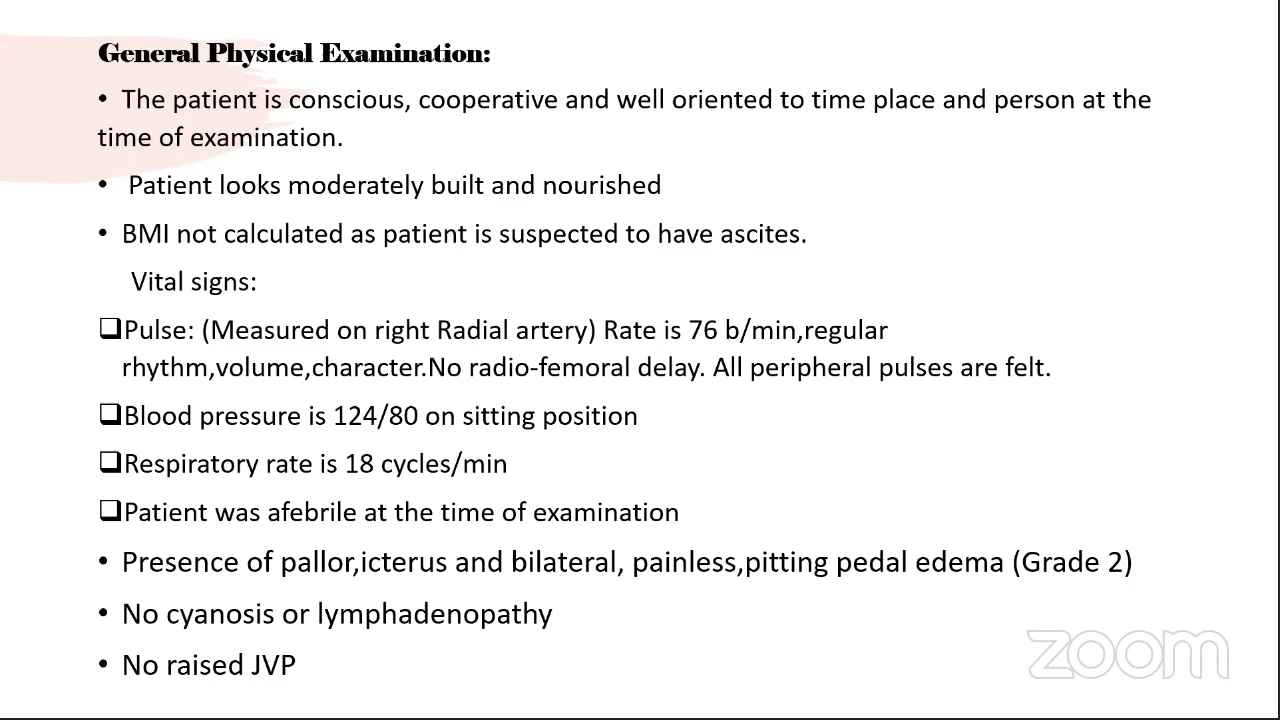 General Physical Examination:
• The patient is conscious, cooperative and well oriented to time place and person at the
time of examination.
• Patient looks moderately built and nourished
• BMI not calculated as patient is suspected to have ascites.
Vital signs:
❑Pulse: (Measured on right Radial artery) Rate is 76 b/min,regular
rhythm,volume,character.No radio-femoral delay. All peripheral pulses are felt.
❑Blood pressure is 124/80 on sitting position
❑Respiratory rate is 18 cycles/min
❑Patient was afebrile at the time of examination
• Presence of pallor,icterus and bilateral, painless,pitting pedal edema (Grade 2)
• No cyanosis or lymphadenopathy
• No raised JVP
zoom